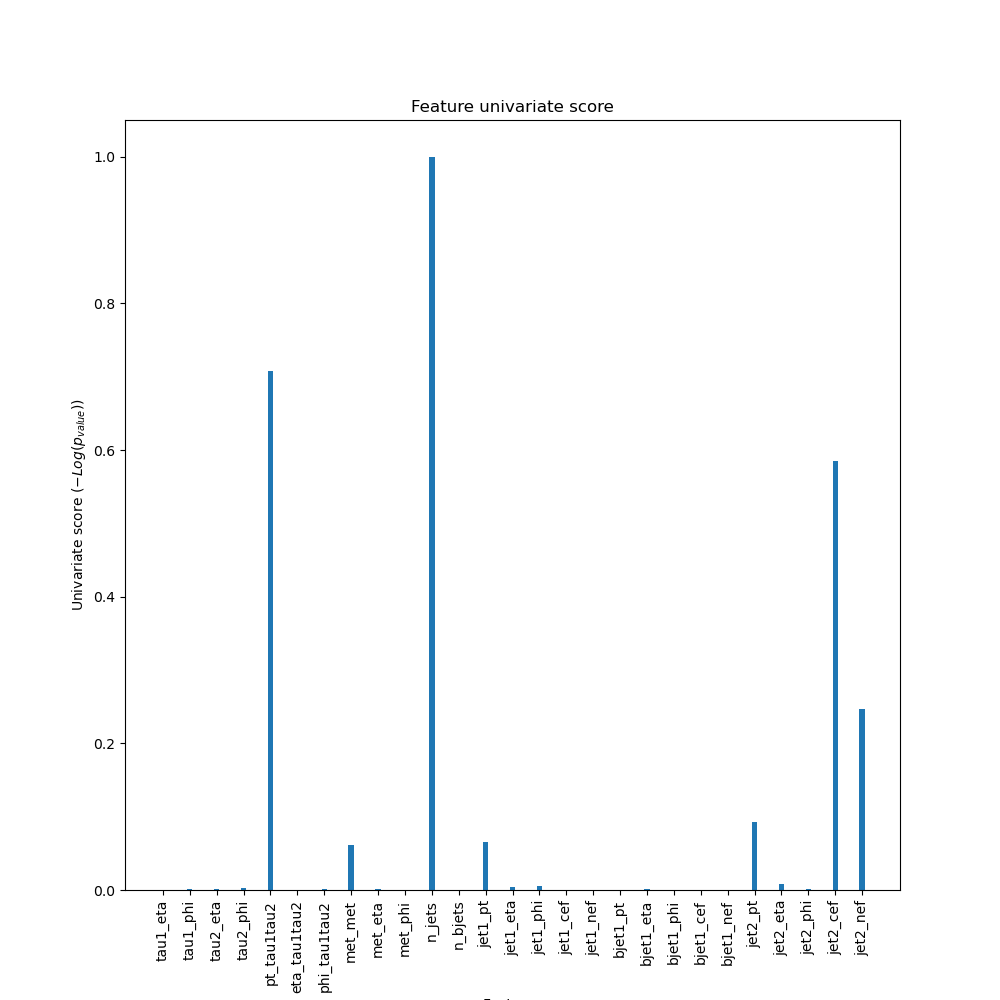 Feature univariate score
Univariate score (−Log(p_value))
1.0
0.8
0.6
0.4
0.2
0.0
tau1_eta
tau1_phi
tau2_eta
tau2_phi
pt_tau1tau2
eta_tau1tau2
phi_tau1tau2
met_met
met_eta
met_phi
n_jets
n_bjets
jet1_pt
jet1_eta
jet1_phi
jet1_cef
jet1_nef
bjet1_pt
bjet1_eta
bjet1_phi
bjet1_cef
bjet1_nef
jet2_pt
jet2_eta
jet2_phi
jet2_cef
jet2_nef